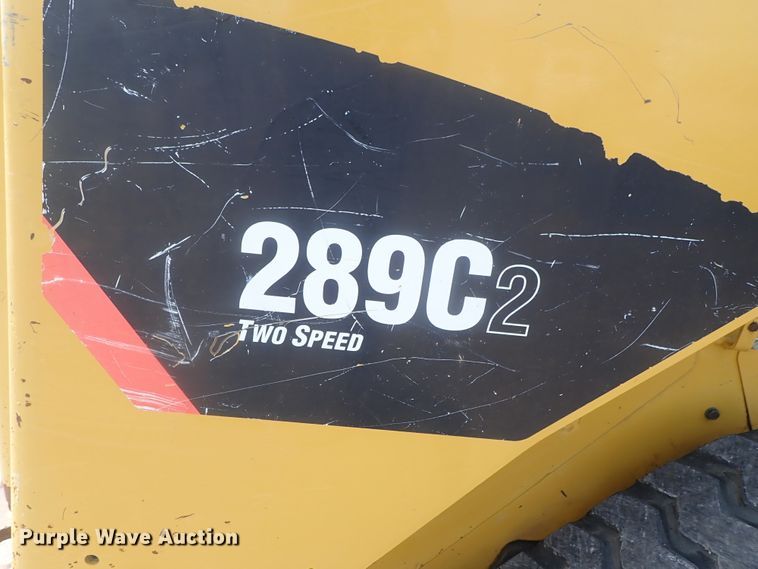 289C2
TWO SPEED
Purple Wave Auction